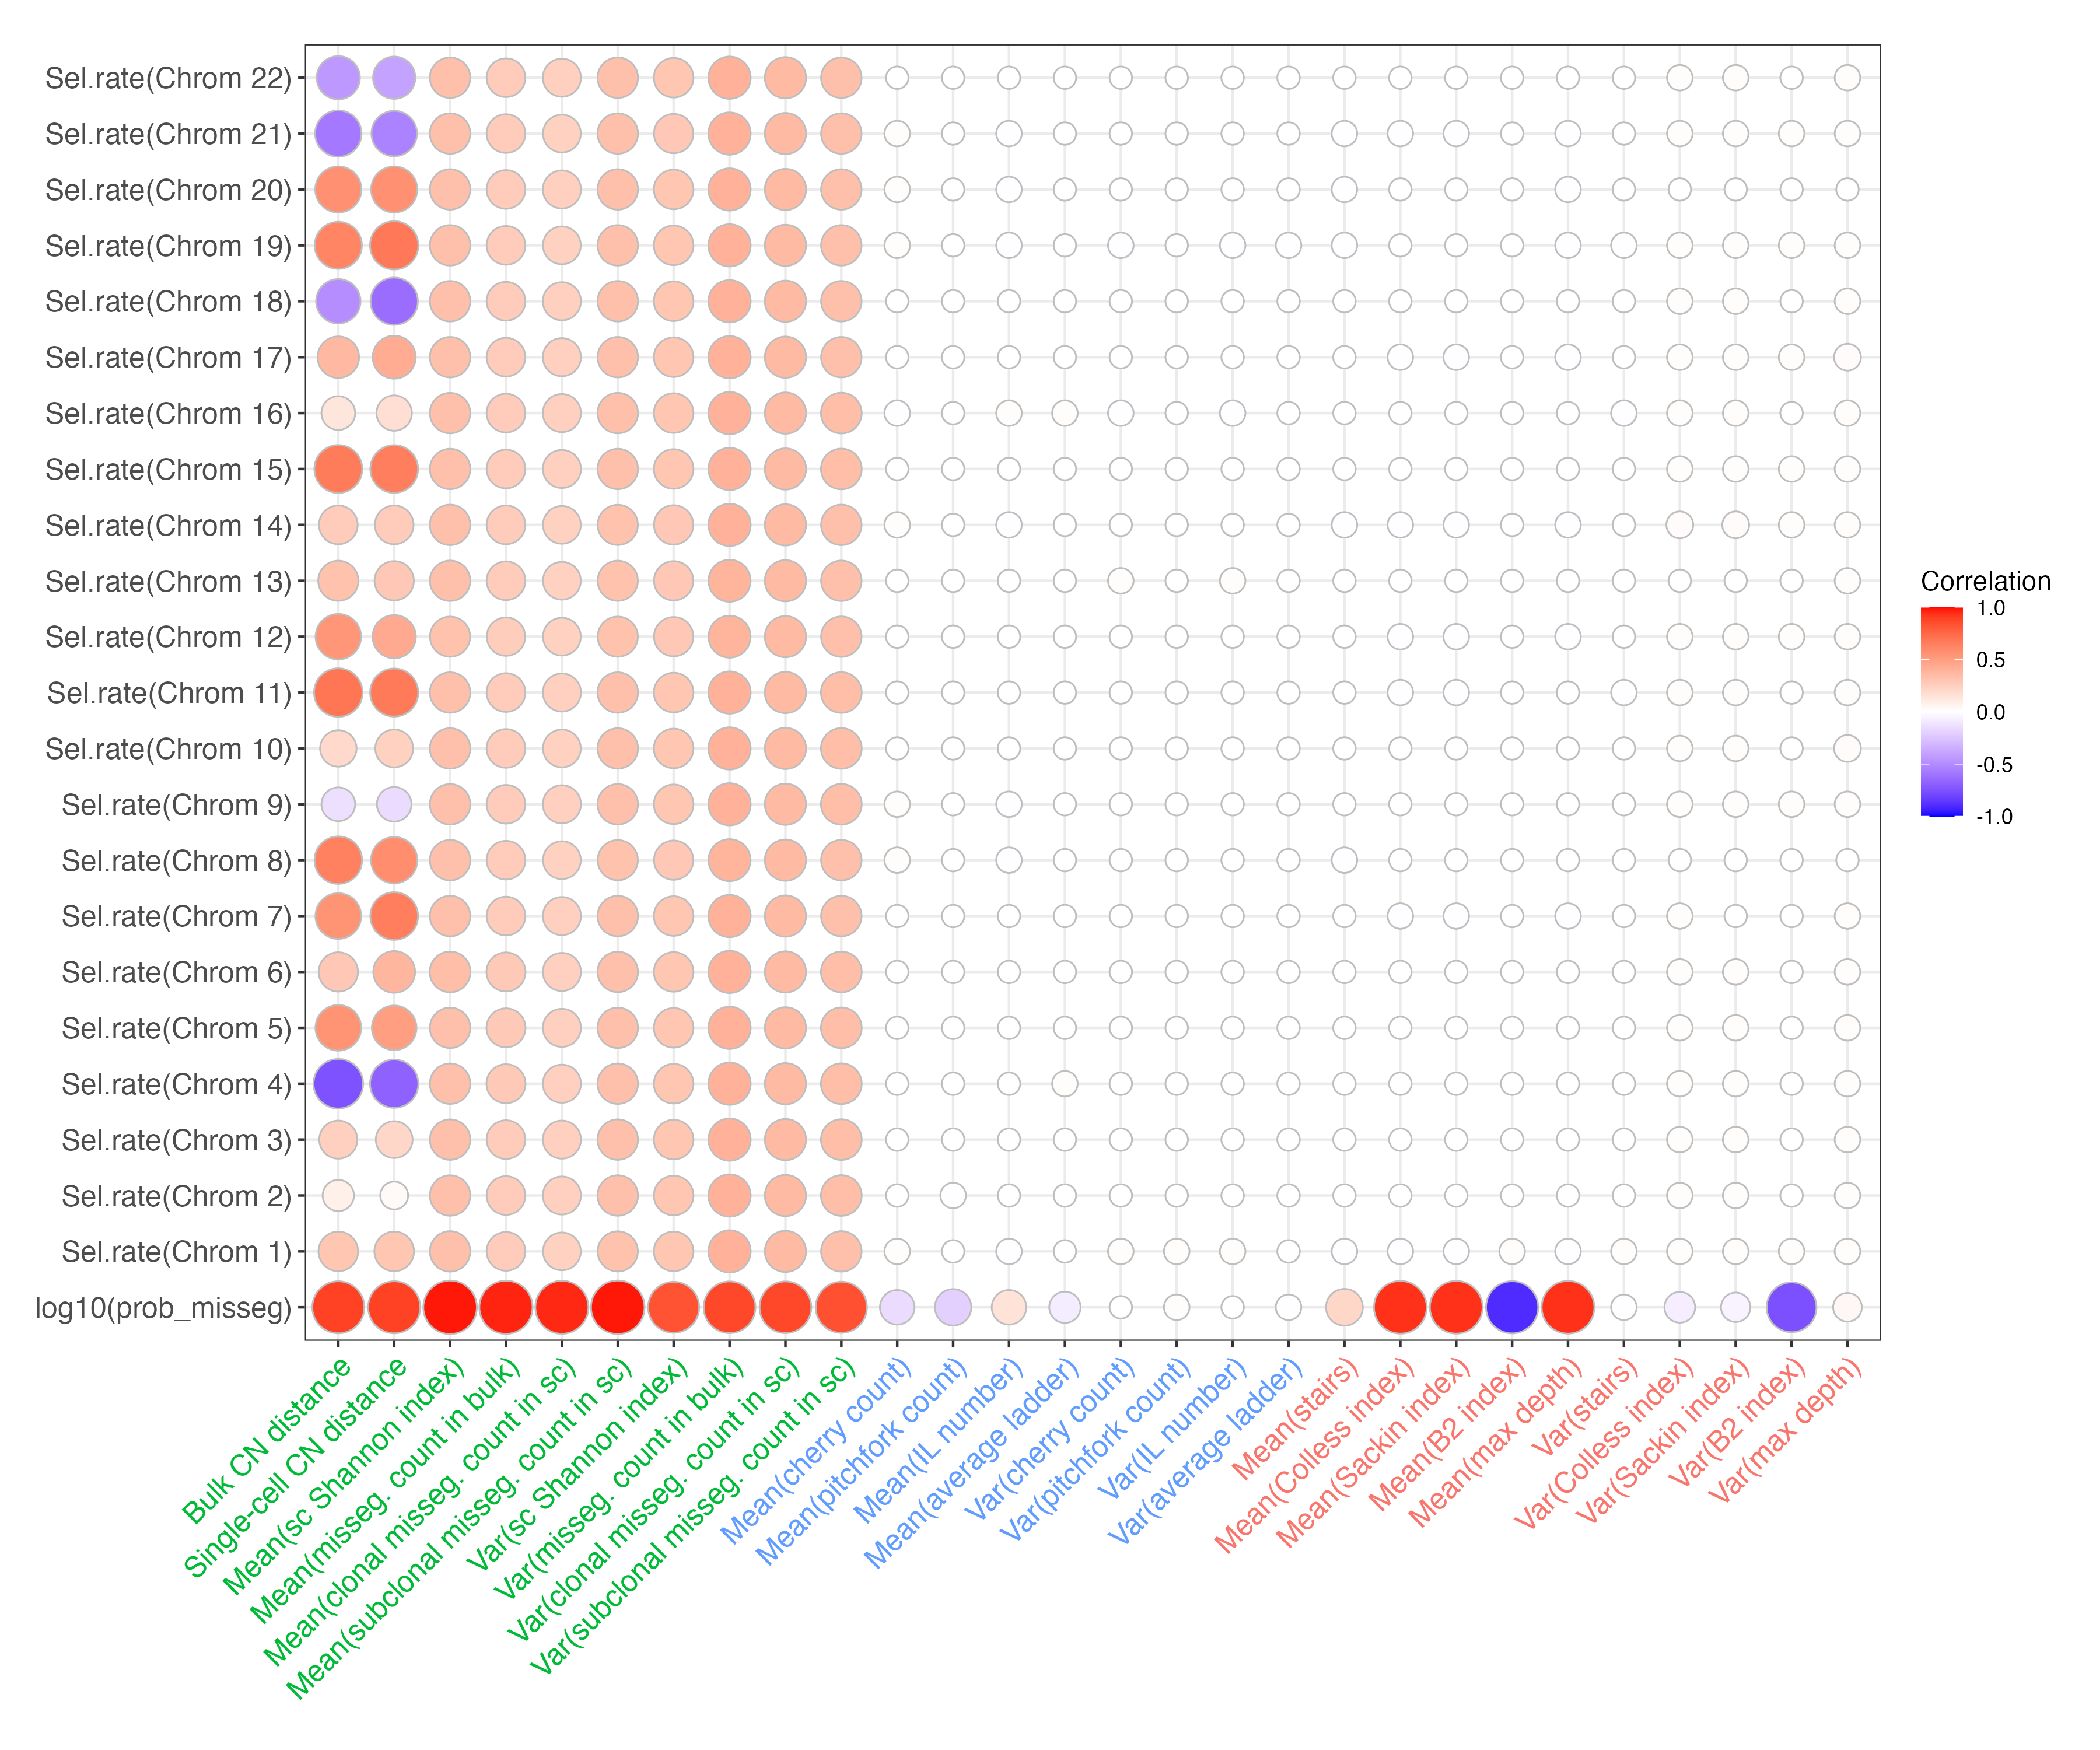 Sel.rate(Chrom 22)
Sel.rate(Chrom 21)
Sel.rate(Chrom 20)
Sel.rate(Chrom 19)
Sel.rate(Chrom 18)
Sel.rate(Chrom 17)
Sel.rate(Chrom 16)
Sel.rate(Chrom 15)
Sel.rate(Chrom 14)
Sel.rate(Chrom 13)
Sel.rate(Chrom 12)
Sel.rate(Chrom 11)
Sel.rate(Chrom 10)
Sel.rate(Chrom 9)
Sel.rate(Chrom 8)
Sel.rate(Chrom 7)
Sel.rate(Chrom 6)
Sel.rate(Chrom 5)
Sel.rate(Chrom 4)
Sel.rate(Chrom 3)
Sel.rate(Chrom 2)
Sel.rate(Chrom 1)
log10(prob_misseg)
Bulk CN distance
Single-cell CN distance
Mean(sc Shannon index)
Mean(misseg. count in bulk)
Mean(clonal misseg. count in sc)
Mean(subclonal misseg. count in sc)
Var(sc Shannon index)
Var(misseg. count in bulk)
Var(clonal misseg. count in sc)
Var(subclonal misseg. count in sc)
Mean(cherry count)
Mean(pitchfork count)
Mean(IL number)
Mean(average ladder)
Var(cherry count)
Var(pitchfork count)
Var(IL number)
Var(average ladder)
Mean(stairs)
Mean(Colless index)
Mean(Sackin index)
Mean(B2 index)
Mean(max depth)
Var(stairs)
Var(Colless index)
Var(Sackin index)
Var(B2 index)
Var(max depth)
Correlation
1.0
0.5
0.0
-0.5
-1.0